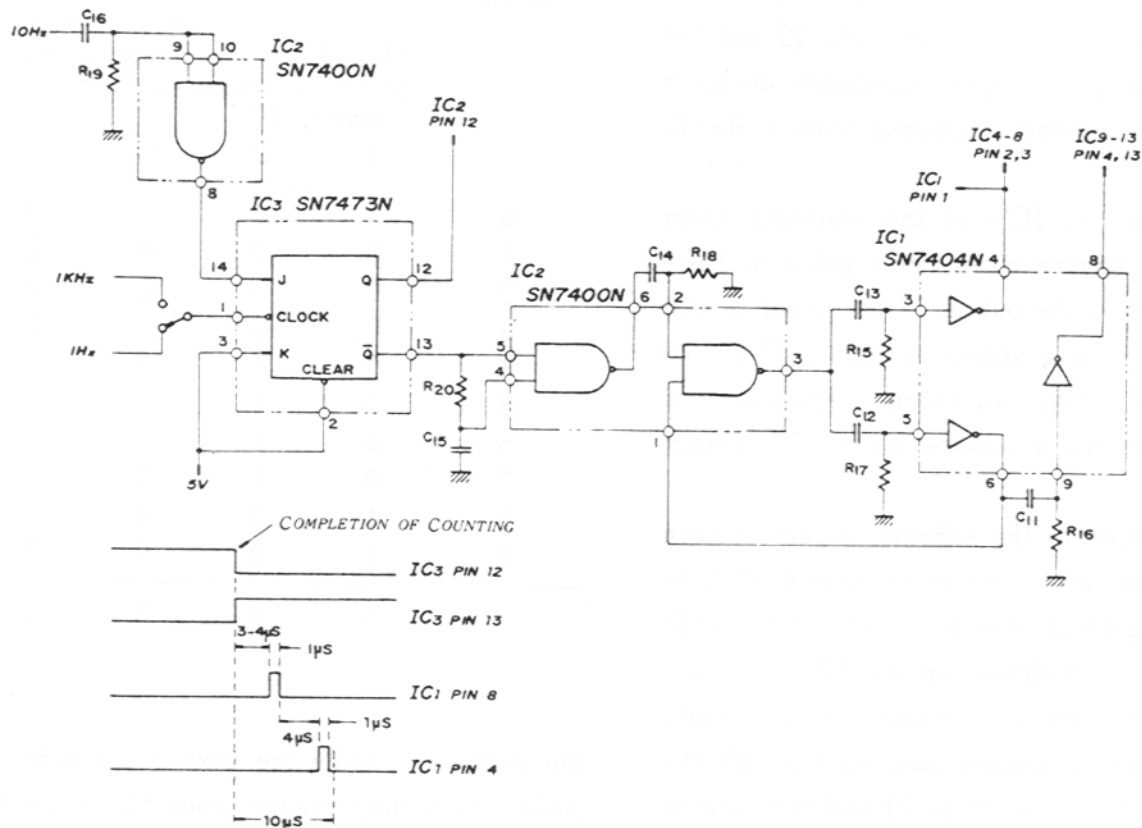 J2 and
10Hz
C16
9
10
IC2
SN7400N
R19
8
IC2
PIN 12
IC3 SN7473N
14
J
Q
12
1KHz
1
CLOCK
1Hz
3
K
Q
13
CLEAR
2
5V
R20
C15
IC2
SN7400N
C14
R18
6
2
5
4
3
1
IC4-8
PIN 2,3
IC9-13
PIN 4,13
IC1
PIN 1
IC1
SN7404N
4
8
C13
3
R15
C12
5
R17
6
9
C11
R16
COMPLETION OF COUNTING
IC3 PIN 12
IC3 PIN 13
3-4μS
1μS
IC1 PIN 8
4μS
1μS
IC1 PIN 4
10μS